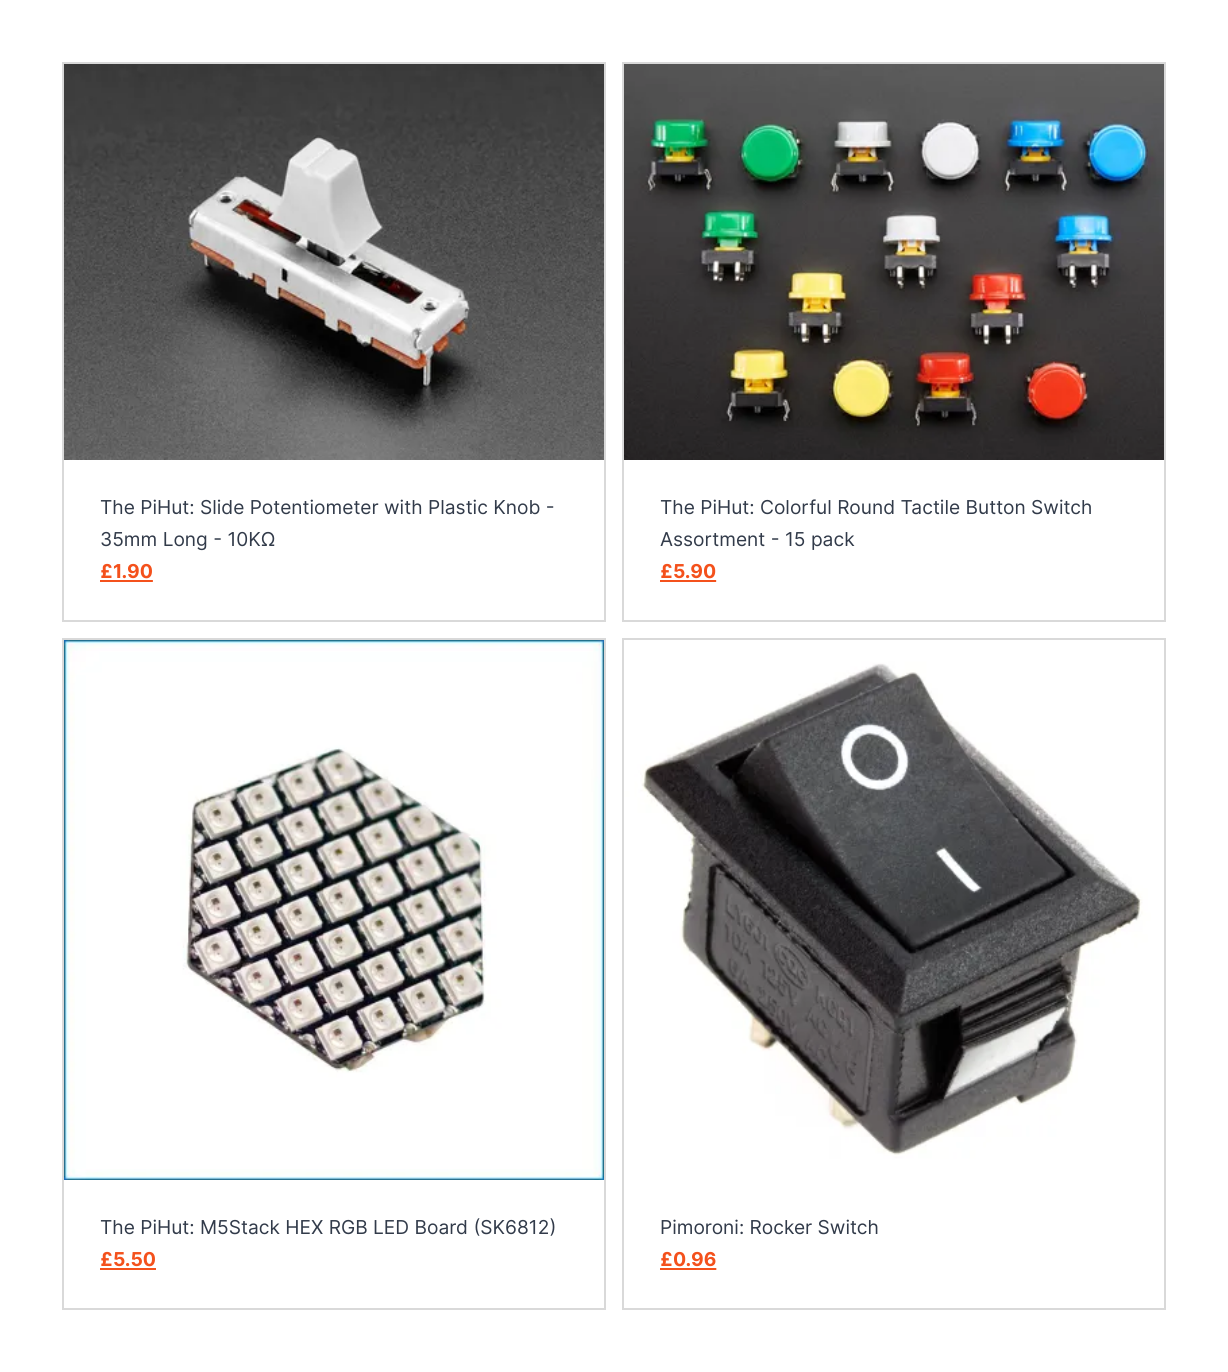 The PiHut: Slide Potentiometer with Plastic Knob -
35mm Long - 10KΩ
£1.90
The PiHut: Colorful Round Tactile Button Switch
Assortment - 15 pack
£5.90
The PiHut: M5Stack HEX RGB LED Board (SK6812)
£5.50
Pimoroni: Rocker Switch
£0.96